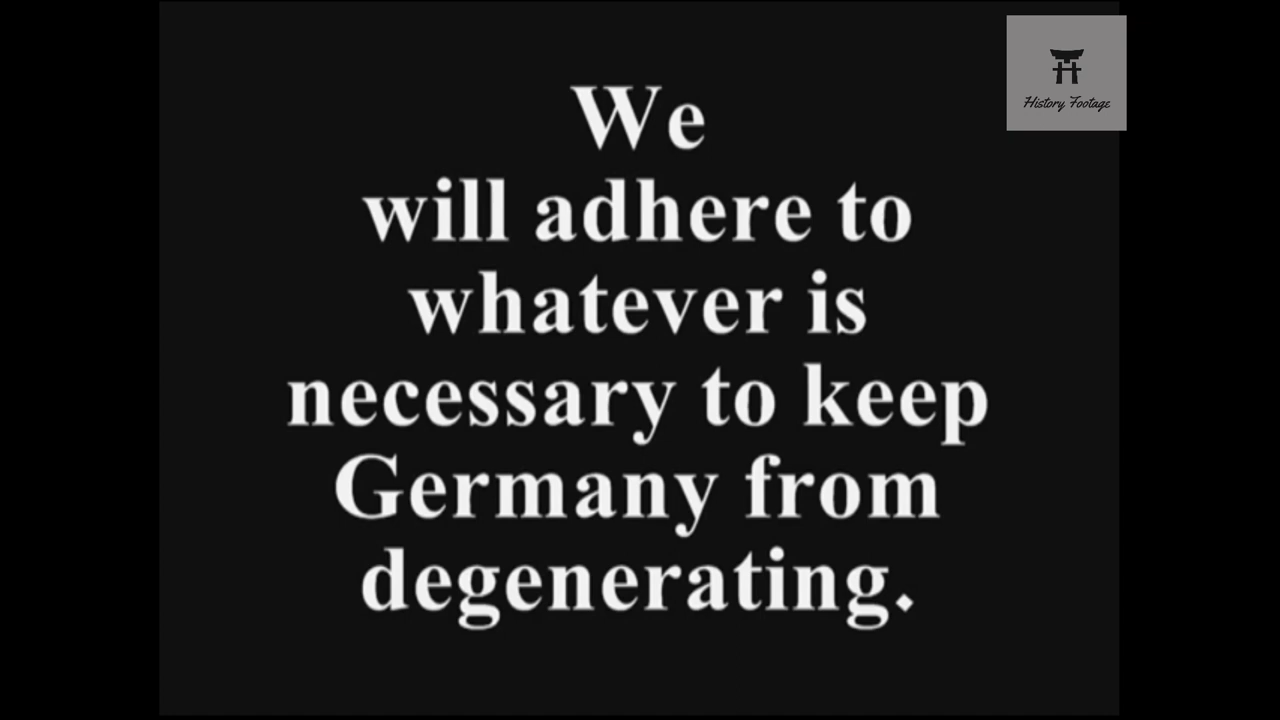 History Footage
We
will adhere to
whatever is
necessary to keep
Germany from
degenerating.